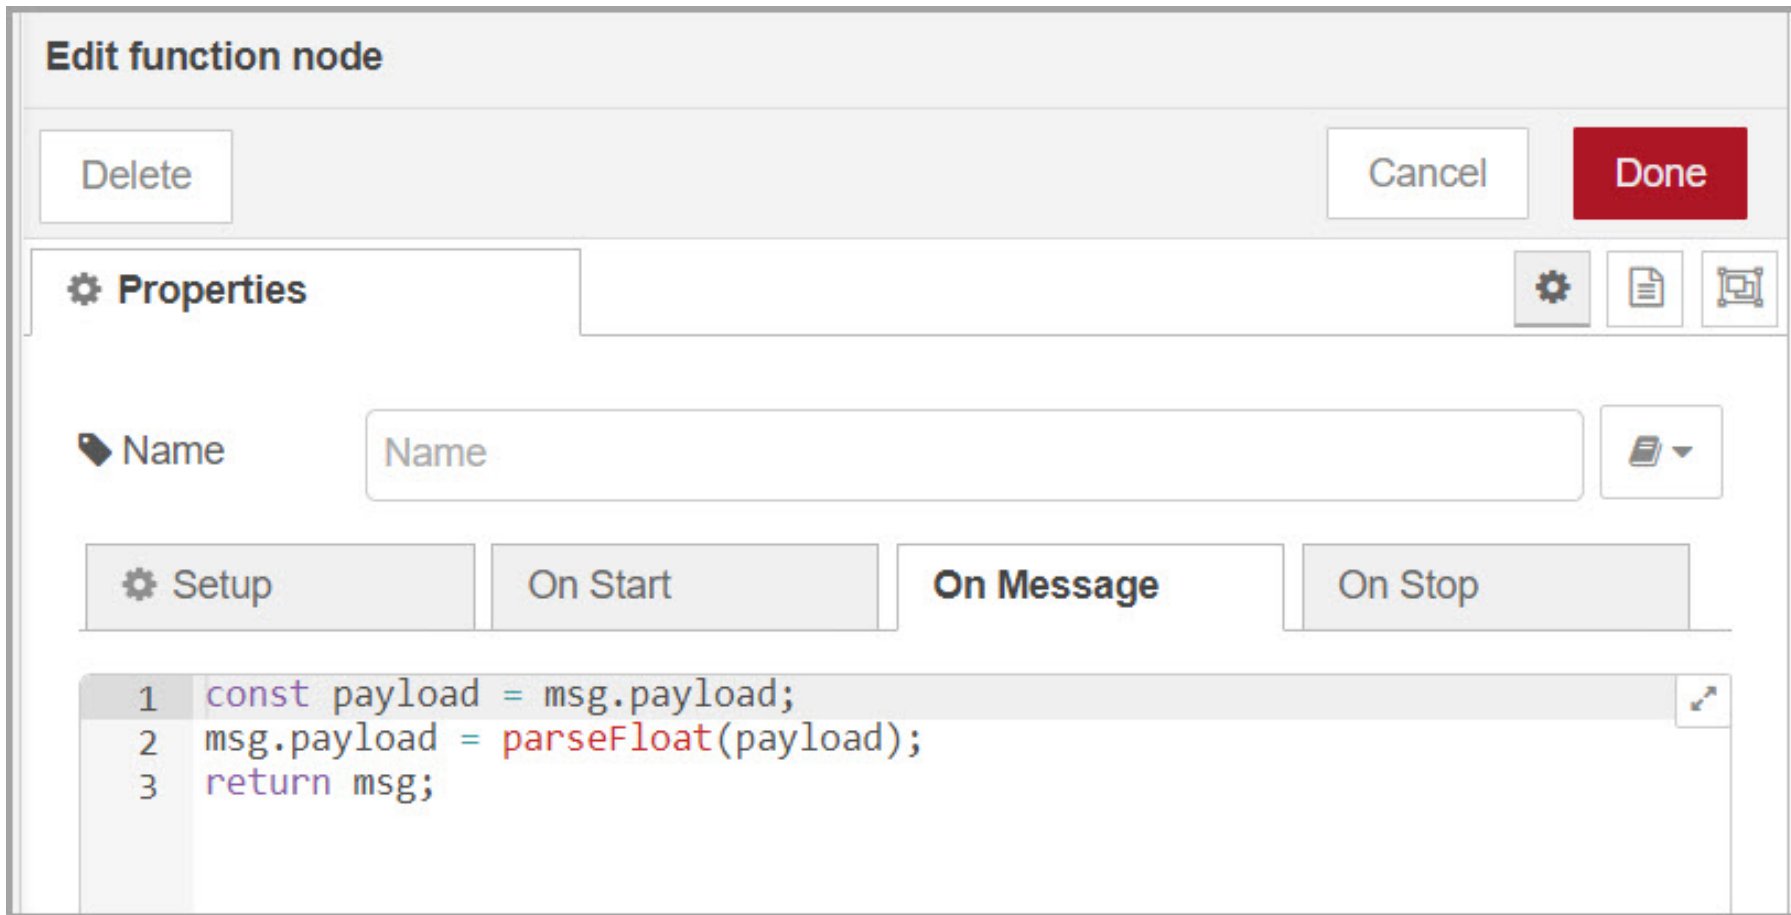 Edit function node
Delete
Cancel
Done
Properties
Name
Name
Setup
On Start
On Message
On Stop
1 const payload = msg.payload;
2 msg.payload = parseFloat(payload);
3 return msg;